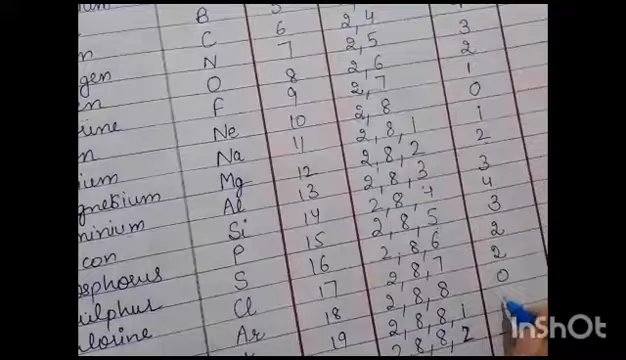 B 5
C 6 2,4
gen N 7 2,5 3
en O 8 2,6 2
rine F 9 2,7 1
n Ne 10 2,8 0
ium Na 11 2,8,1 1
gnesium Mg 12 2,8,2 2
minium Al 13 2,8,3 3
con Si 14 2,8,4 4
osphorus P 15 2,8,5 3
ulphur S 16 2,8,6 2
lorine Cl 17 2,8,7 2
Ar 18 2,8,8 0
19 2,8,8,1
2,8,8,2
InShOt